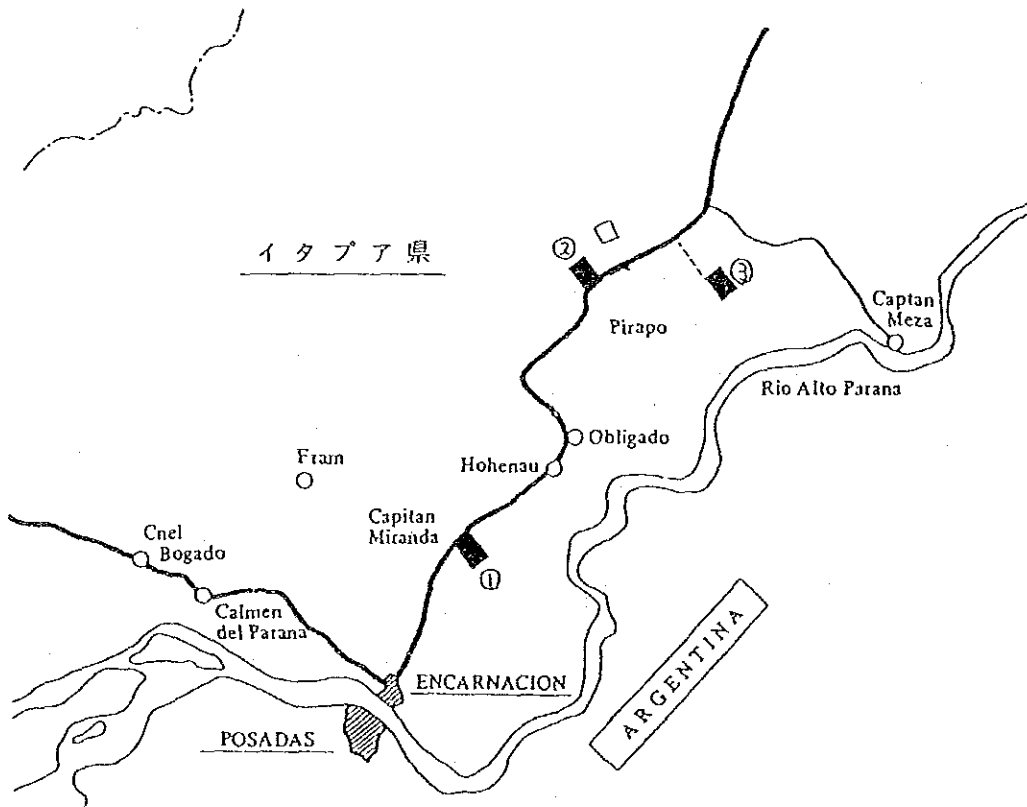 イタプア県
②
③
Captan
Meza
Pirapo
Rio Alto Parana
Obligado
Fram
Hohenau
Capitan
Miranda
①
Cnel
Bogado
Calmen
del Parana
ENCARNACION
POSADAS
ARGENTINA